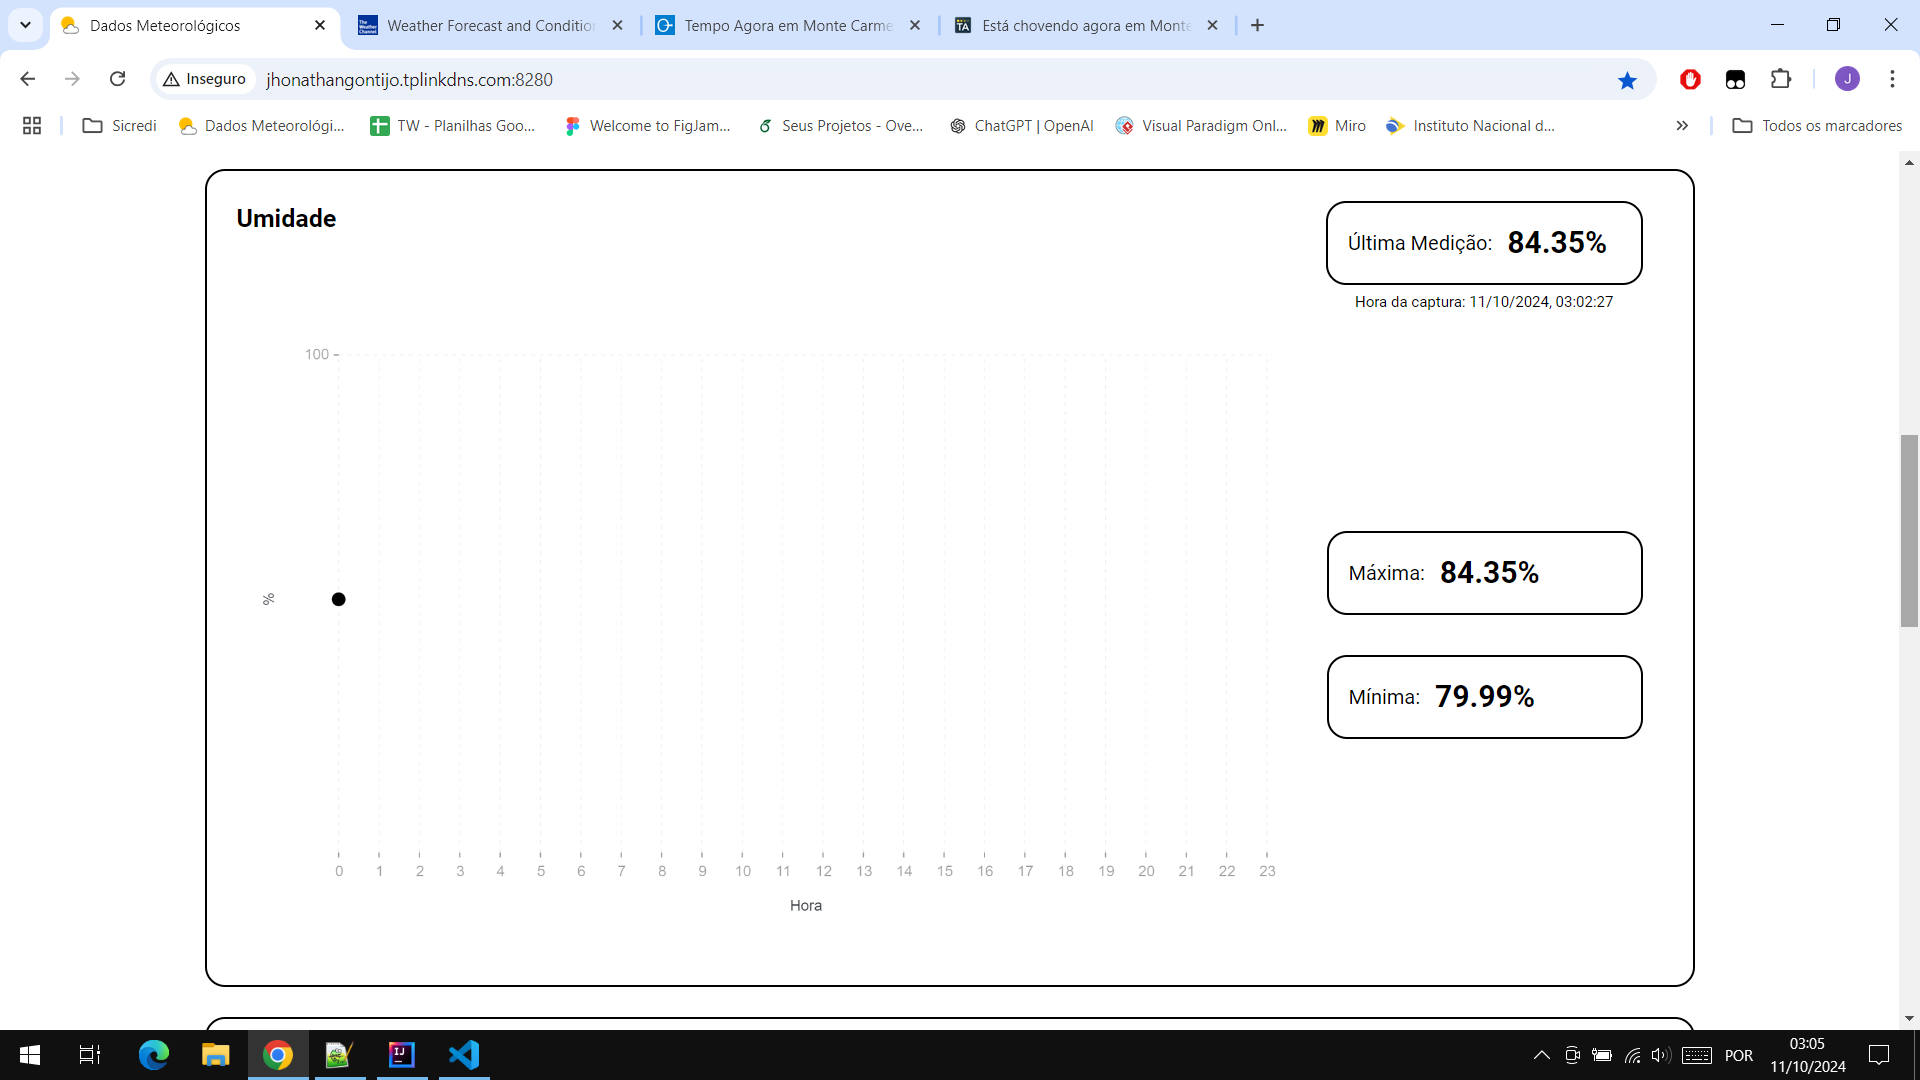 Dados Meteorológicos
Weather Forecast and Conditio
Tempo Agora em Monte Carme
Está chovendo agora em Monte
Inseguro
jhonathangontijo.tplinkdns.com:8280
J
Sicredi
Dados Meteorológi...
TW - Planilhas Goo...
Welcome to FigJam...
Seus Projetos - Ove...
ChatGPT | OpenAI
Visual Paradigm Onl...
Miro
Instituto Nacional d...
Todos os marcadores
Umidade
Última Medição: 84.35%
Hora da captura: 11/10/2024, 03:02:27
100
%
Máxima: 84.35%
Mínima: 79.99%
0 1 2 3 4 5 6 7 8 9 10 11 12 13 14 15 16 17 18 19 20 21 22 23
Hora
POR
03:05
11/10/2024